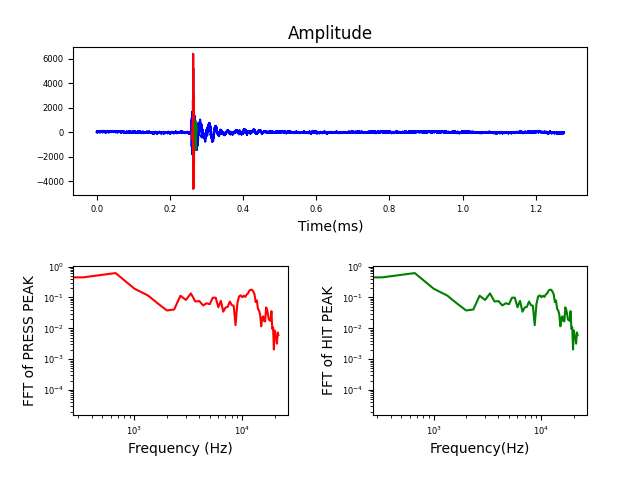 Amplitude
6000
4000
2000
0
−2000
−4000
0.0 0.2 0.4 0.6 0.8 1.0 1.2
Time(ms)
FFT of PRESS PEAK
10⁰
10⁻¹
10⁻²
10⁻³
10⁻⁴
10³ 10⁴
Frequency (Hz)
FFT of HIT PEAK
10⁰
10⁻¹
10⁻²
10⁻³
10⁻⁴
10³ 10⁴
Frequency(Hz)